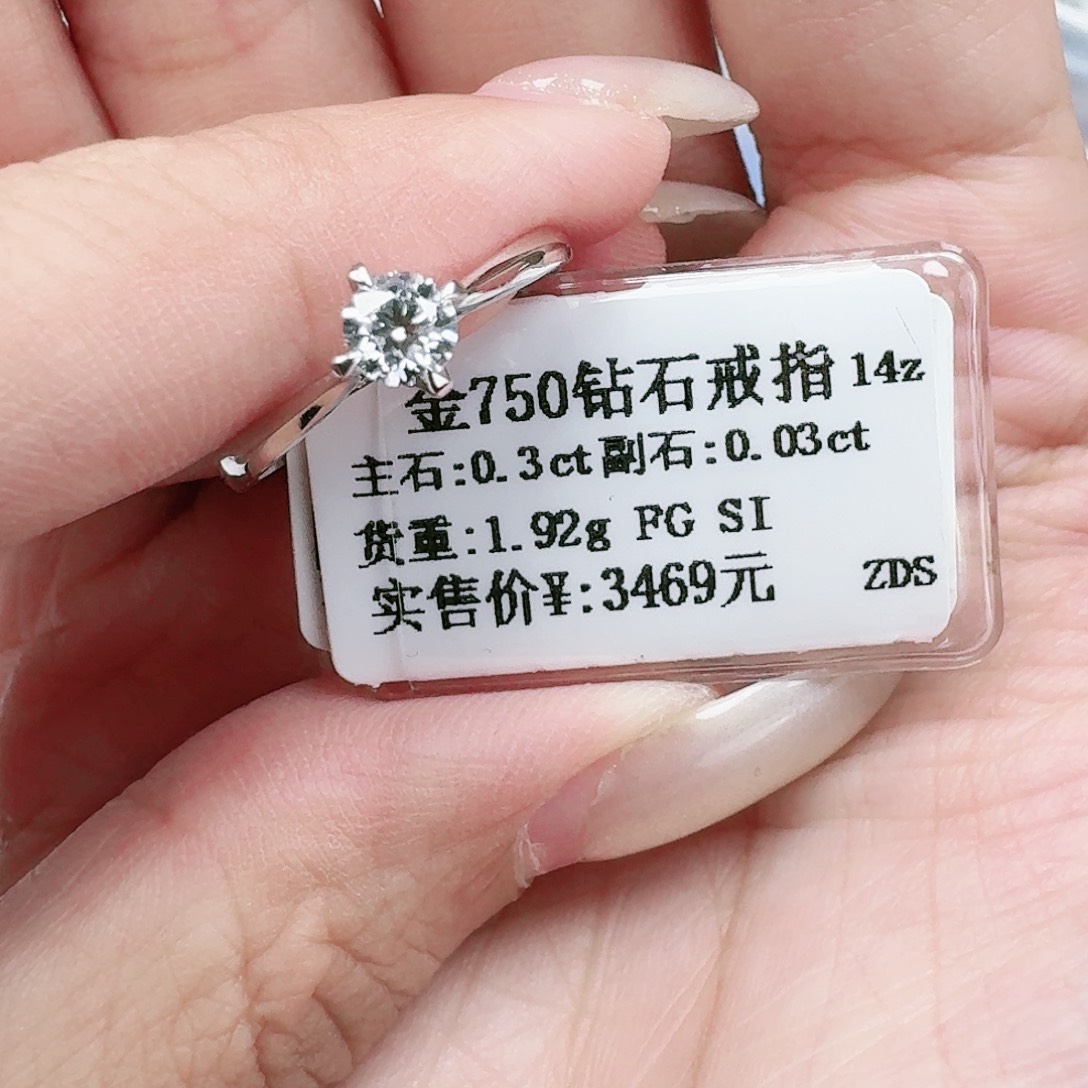 金750钻石戒指 14z
主石:0.3ct副石:0.03ct
货重:1.92g FG SI
实售价¥:3469元 ZDS